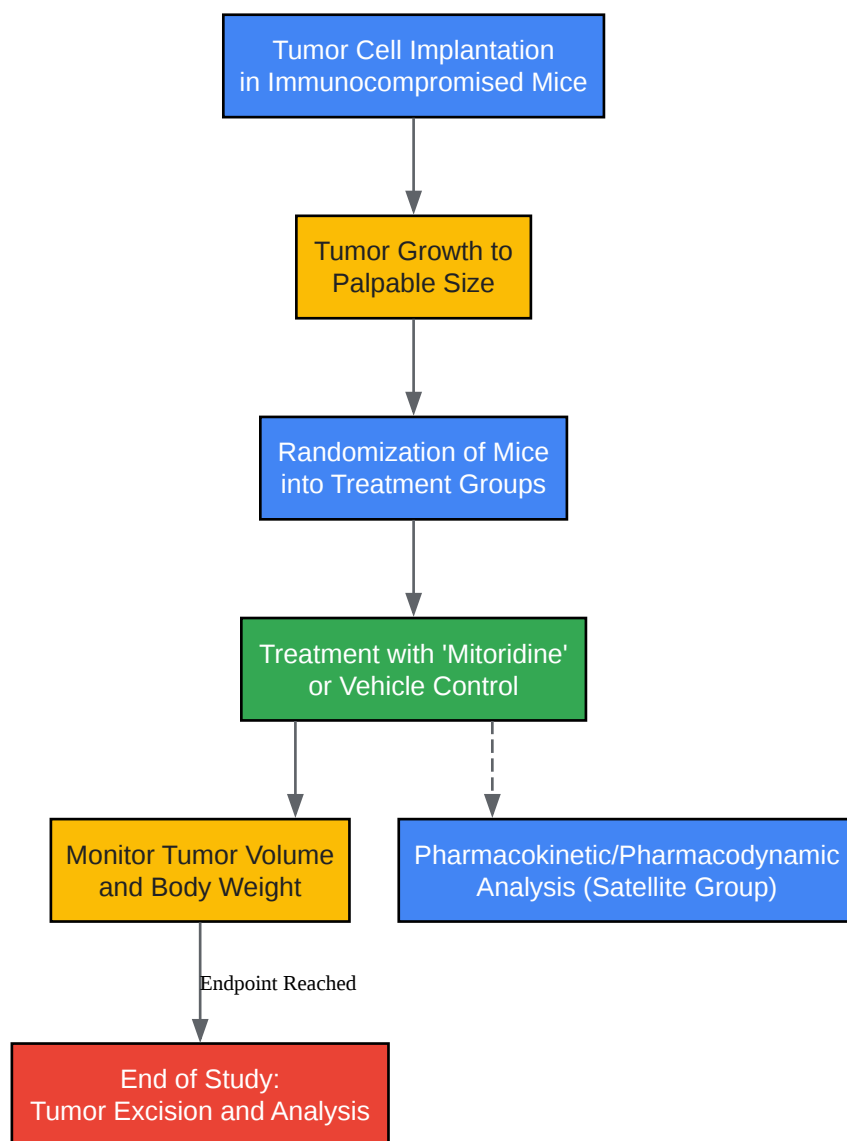 Tumor Cell Implantation
in Immunocompromised Mice
Tumor Growth to
Palpable Size
Randomization of Mice
into Treatment Groups
Treatment with 'Mitoridine'
or Vehicle Control
Monitor Tumor Volume
and Body Weight
Pharmacokinetic/Pharmacodynamic
Analysis (Satellite Group)
Endpoint Reached
End of Study:
Tumor Excision and Analysis